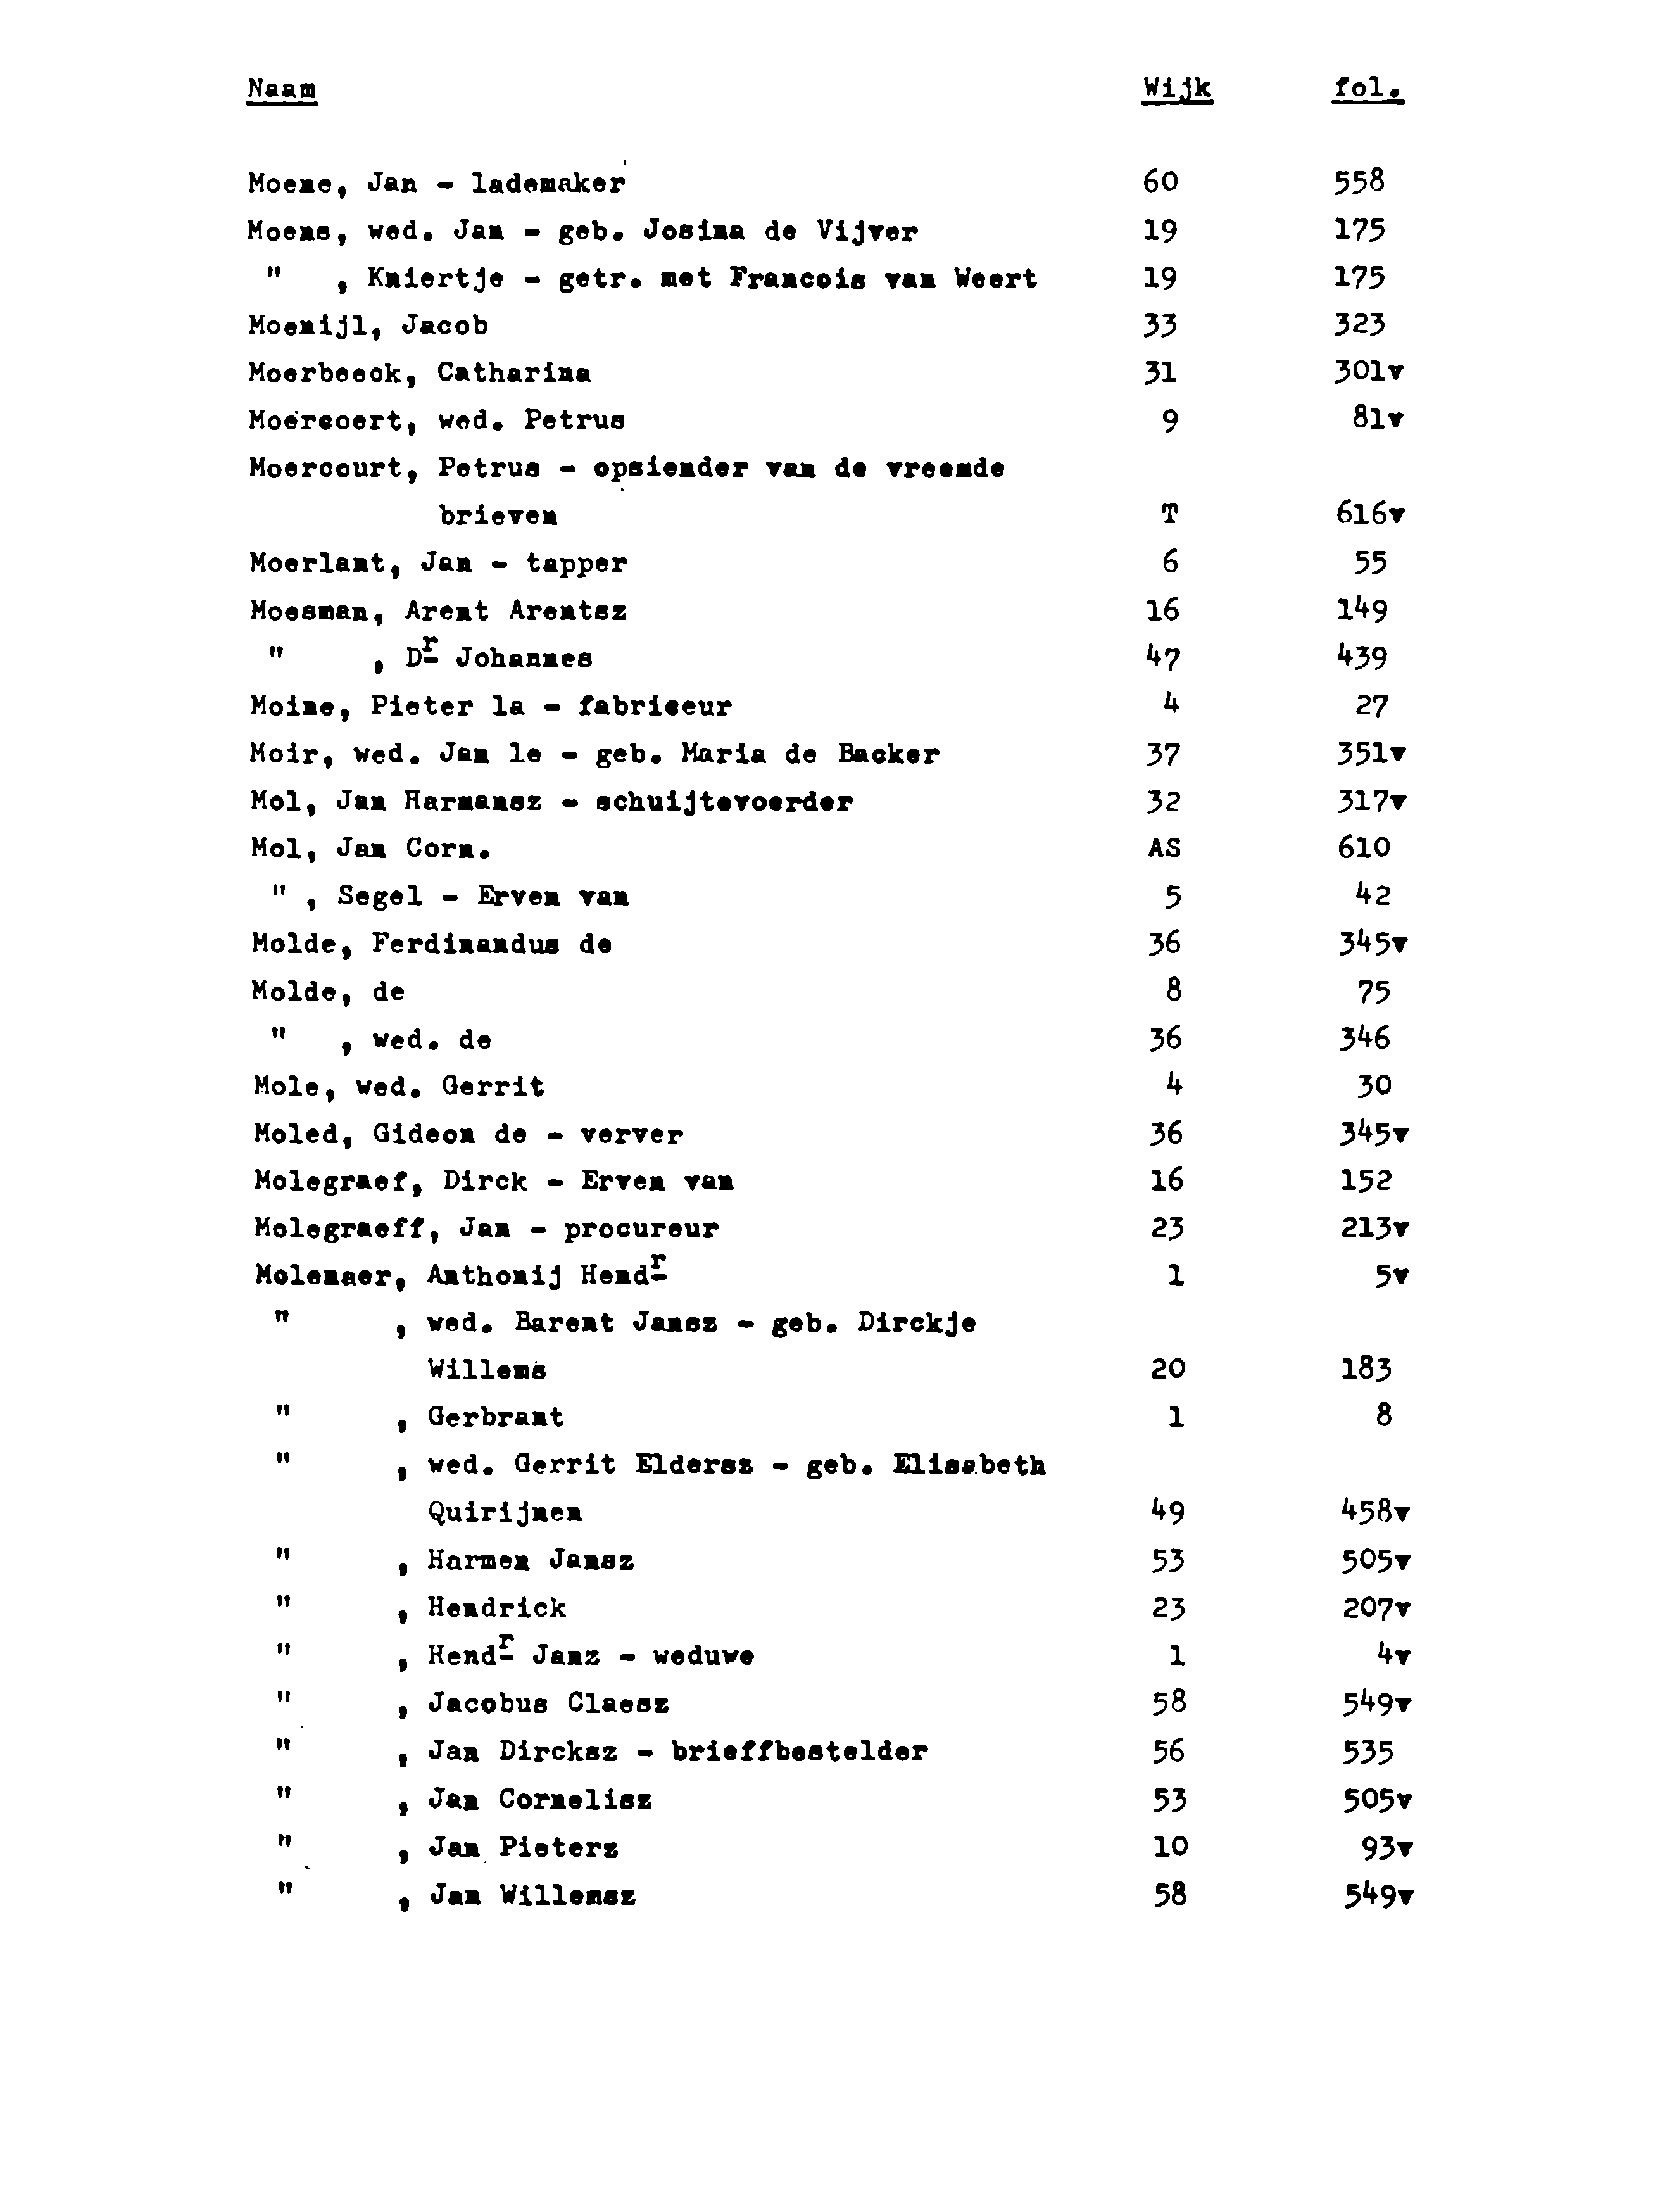 Naam Wijk fol.
Moene, Jan - lademaker 60 558
Moens, wed. Jan - geb. Josina de Vijver 19 175
" , Kniertje - getr. met Francois van Weert 19 175
Moenijl, Jacob 33 323
Moerbeeck, Catharina 31 301v
Moercoert, wed. Petrus 9 81v
Moercourt, Petrus - opsiender van de vreemde
brieven T 616v
Moerlant, Jan - tapper 6 55
Moesman, Arent Arentsz 16 149
" , Dr Johannes 47 439
Moine, Pieter la - fabriseur 4 27
Moir, wed. Jan le - geb. Maria de Backer 37 351v
Mol, Jan Harmansz - schuijtevoerder 32 317v
Mol, Jan Corn. AS 610
" , Segel - Erven van 5 42
Molde, Ferdinandus de 36 345v
Molde, de 8 75
" , wed. de 36 346
Mole, wed. Gerrit 4 30
Moled, Gideon de - verver 36 345v
Molegraef, Dirck - Erven van 16 152
Molegraeff, Jan - procureur 23 213v
Molenaer, Anthonij Hendr 1 5v
" , wed. Barent Jansz - geb. Dirckje
Willems 20 183
" , Gerbrant 1 8
" , wed. Gerrit Eldersz - geb. Elisabeth
Quirijnen 49 458v
" , Harmen Jansz 53 505v
" , Hendrick 23 207v
" , Hendr Janz - weduwe 1 4v
" , Jacobus Claesz 58 549v
" , Jan Dircksz - brieffbestelder 56 535
" , Jan Cornelisz 53 505v
" , Jan Pieterz 10 93v
" , Jan Willemsz 58 549v